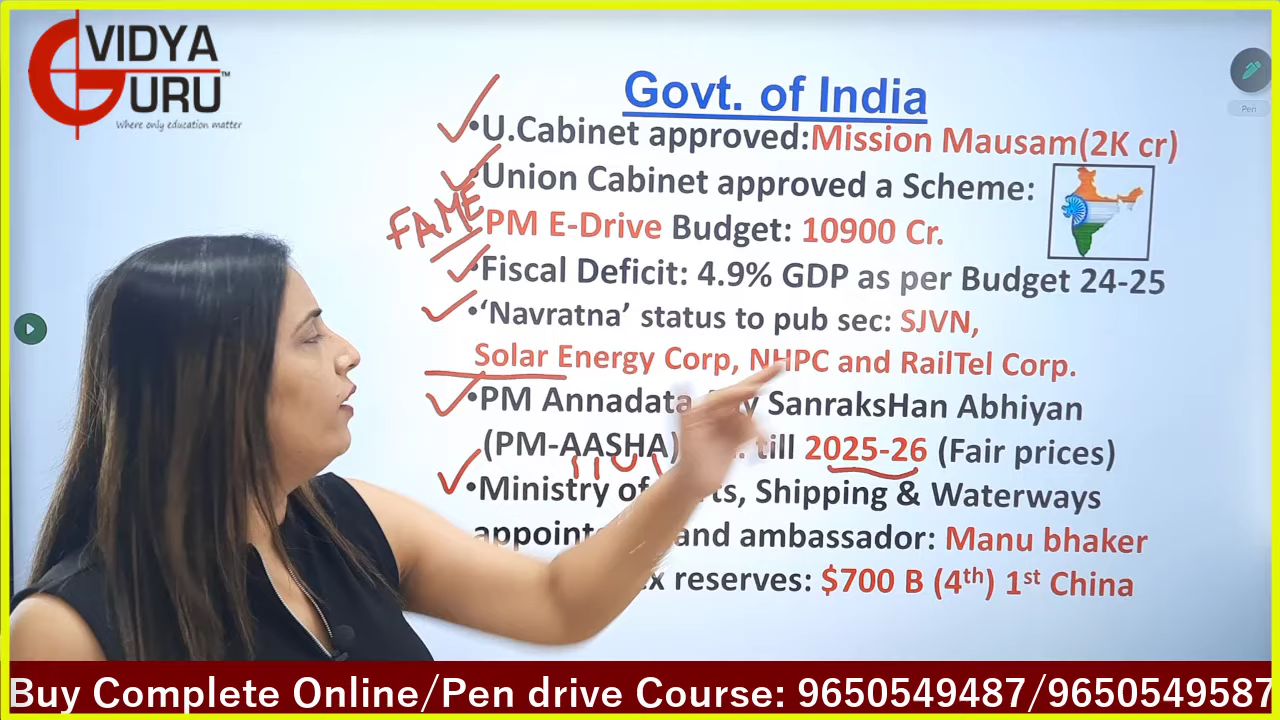 VIDYA
GURU™
Where only education matter
Pen
Govt. of India
•U.Cabinet approved:Mission Mausam(2K cr)
•Union Cabinet approved a Scheme:
FAME
PM E-Drive Budget: 10900 Cr.
•Fiscal Deficit: 4.9% GDP as per Budget 24-25
•‘Navratna’ status to pub sec: SJVN,
Solar Energy Corp, NHPC and RailTel Corp.
•PM Annadata SanraksHan Abhiyan
(PM-AASHA) till 2025-26 (Fair prices)
•Ministry of Shipping & Waterways
ambassador: Manu bhaker
reserves: $700 B (4th) 1st China
Buy Complete Online/Pen drive Course: 9650549487/9650549587